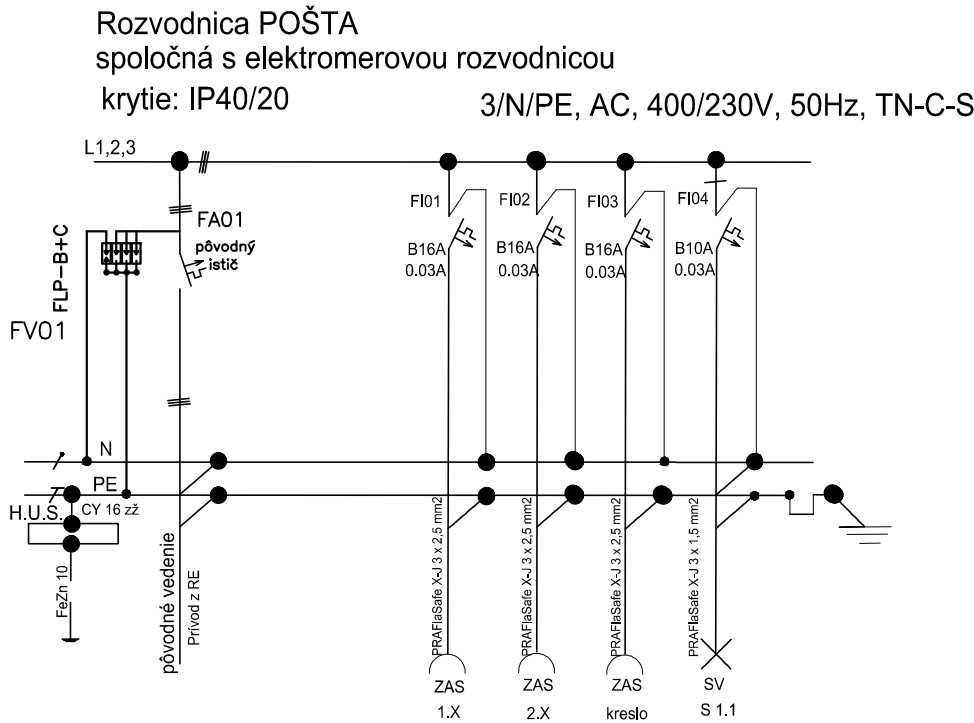 Rozvodnica POŠTA
spoločná s elektromerovou rozvodnicou
krytie: IP40/20
3/N/PE, AC, 400/230V, 50Hz, TN-C-S
L1,2,3
FA01
pôvodný
istič
FLP-B+C
FV01
FI01
B16A
0.03A
FI02
B16A
0.03A
FI03
B16A
0.03A
FI04
B10A
0.03A
N
PE
H.U.S.
CY 16 zž
FeZn 10
pôvodné vedenie
Prívod z RE
PRAFlaSafe X-J 3 x 2,5 mm2
PRAFlaSafe X-J 3 x 2,5 mm2
PRAFlaSafe X-J 3 x 2,5 mm2
PRAFlaSafe X-J 3 x 1,5 mm2
ZAS
1.X
ZAS
2.X
ZAS
kreslo
SV
S 1.1